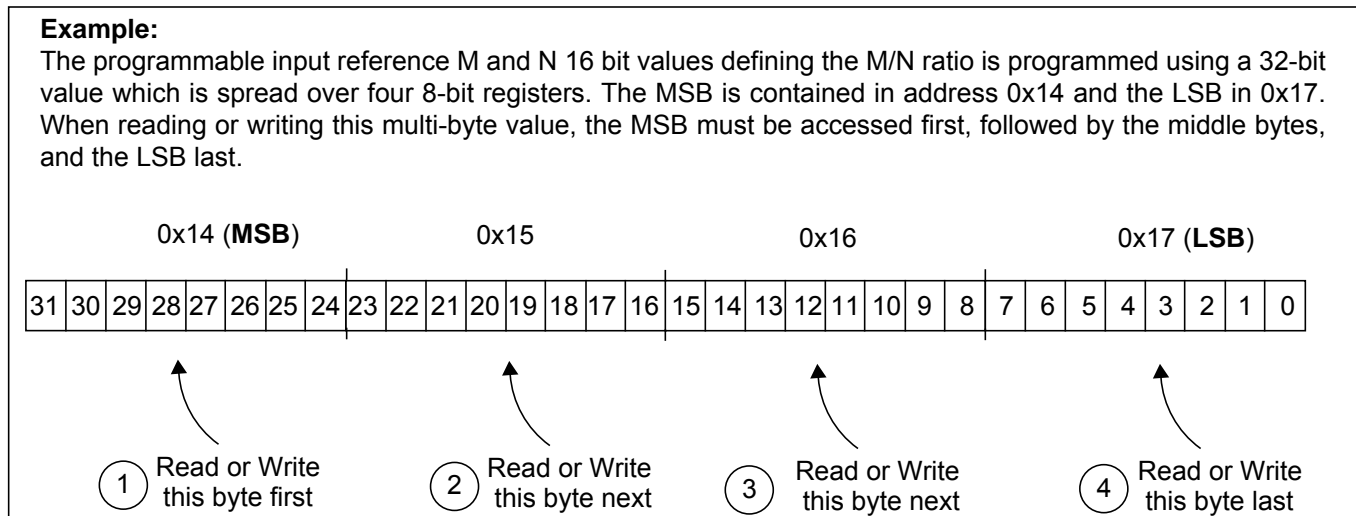 Example:
The programmable input reference M and N 16 bit values defining the M/N ratio is programmed using a 32-bit
value which is spread over four 8-bit registers. The MSB is contained in address 0x14 and the LSB in 0x17.
When reading or writing this multi-byte value, the MSB must be accessed first, followed by the middle bytes,
and the LSB last.
0x14 (MSB) 0x15 0x16 0x17 (LSB)
31 30 29 28 27 26 25 24 23 22 21 20 19 18 17 16 15 14 13 12 11 10 9 8 7 6 5 4 3 2 1 0
1 Read or Write
this byte first
2 Read or Write
this byte next
3 Read or Write
this byte next
4 Read or Write
this byte last